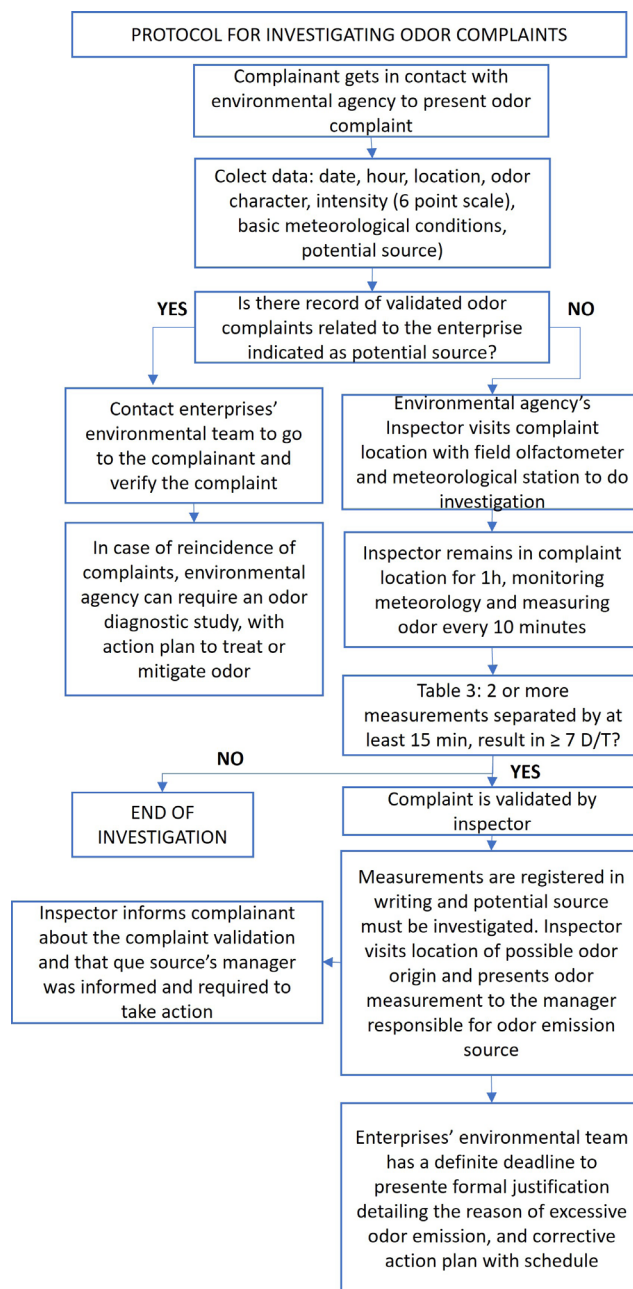 PROTOCOL FOR INVESTIGATING ODOR COMPLAINTS
Complainant gets in contact with
environmental agency to present odor
complaint
Colect data: date, hour, location, odor
character, intensity (6 point scale),
basic meteorological conditions,
potential source)
YES
Is there record of validated odor
complaints related to the enterprise
indicated as potential source?
NO
Contact enterprises’
environmental team to go
to the complainant and
verify the complaint
Environmental agency’s
Inspector visits complaint
location with field olfactometer
and meteorological station to do
investigation
In case of reincidence of
complaints, environmental
agency can require an odor
diagnostic study, with
action plan to treat or
mitigate odor
Inspector remains in complaint
location for 1h, monitoring
meteorology and measuring
odor every 10 minutes
Table 3: 2 or more
measurements separated by at
least 15 min, result in ≥ 7 D/T?
NO
YES
END OF
INVESTIGATION
Complaint is validated by
inspector
Measurements are registered in
writing and potential source
must be investigated. Inspector
visits location of possible odor
origin and presents odor
measurement to the manager
responsible for odor emission
source
Inspector informs complainant
about the complaint validation
and that que source’s manager
was informed and required to
take action
Enterprises’ environmental team
has a definite deadline to
presente formal justification
detailing the reason of excessive
odor emission, and corrective
action plan with schedule